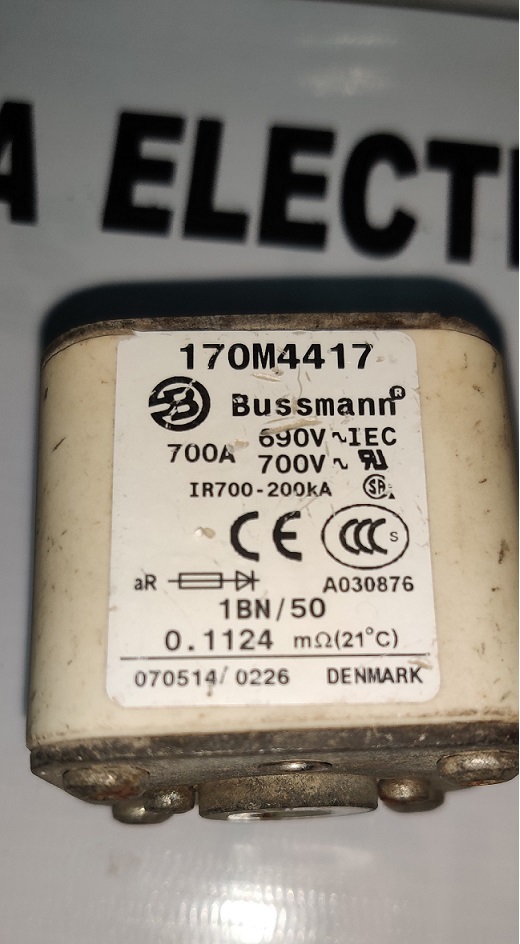 A ELECT
170M4417
Bussmann®
700A 690V~IEC
700V~
IR700-200kA
CE CCC S
aR A030876
1BN/50
0.1124 mΩ(21°C)
070514/0226 DENMARK